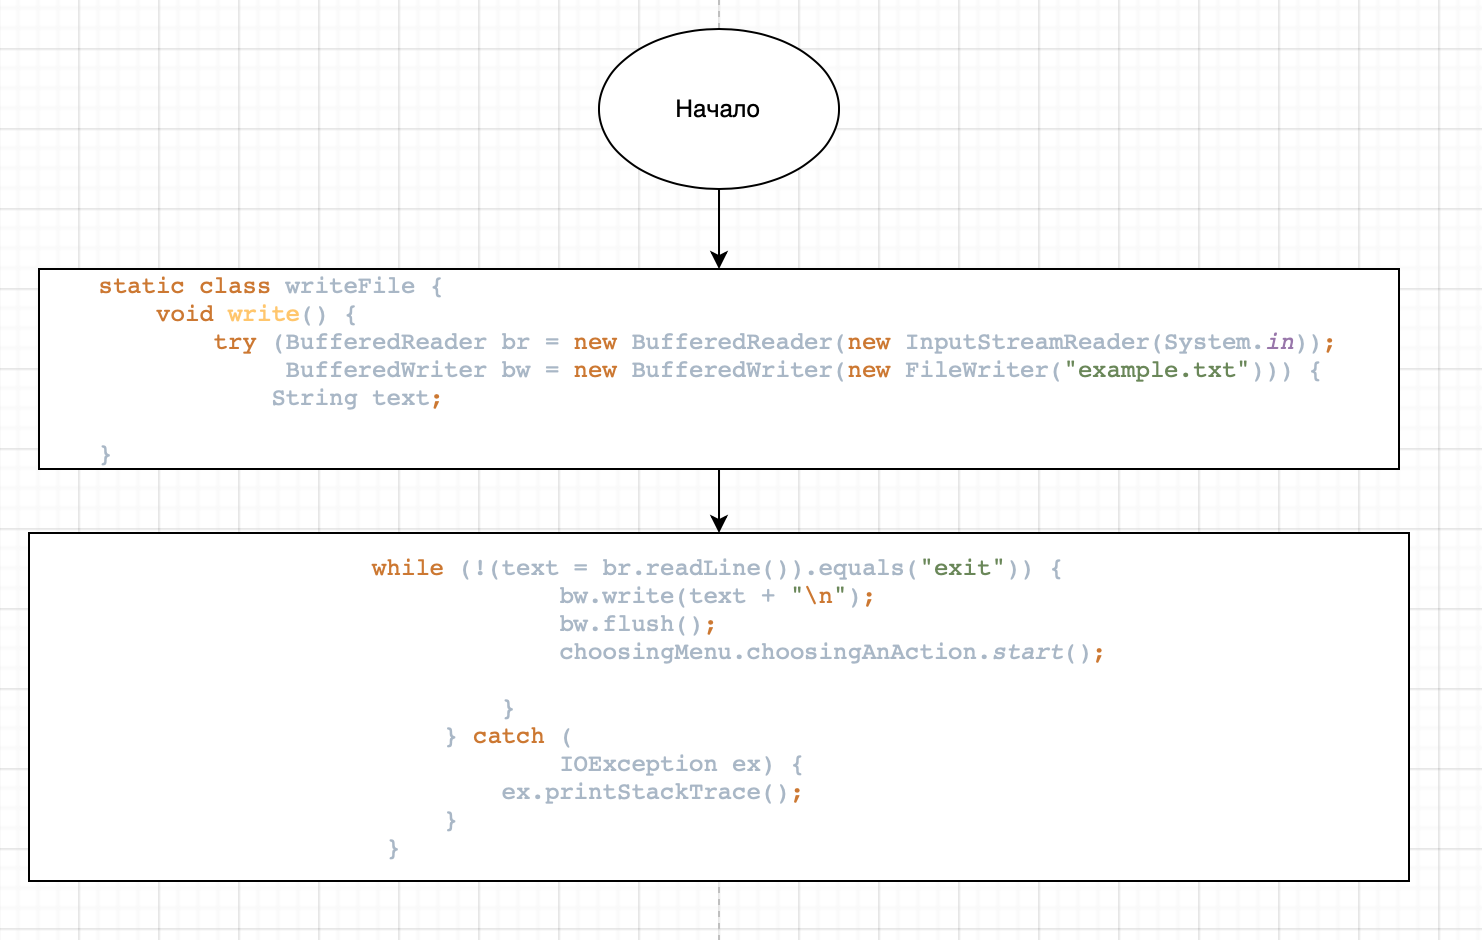 Начало
static class writeFile {
void write() {
try (BufferedReader br = new BufferedReader(new InputStreamReader(System.in));
BufferedWriter bw = new BufferedWriter(new FileWriter("example.txt"))) {
String text;
}
while (!(text = br.readLine()).equals("exit")) {
bw.write(text + "\n");
bw.flush();
choosingMenu.choosingAnAction.start();
}
} catch (
IOException ex) {
ex.printStackTrace();
}
}